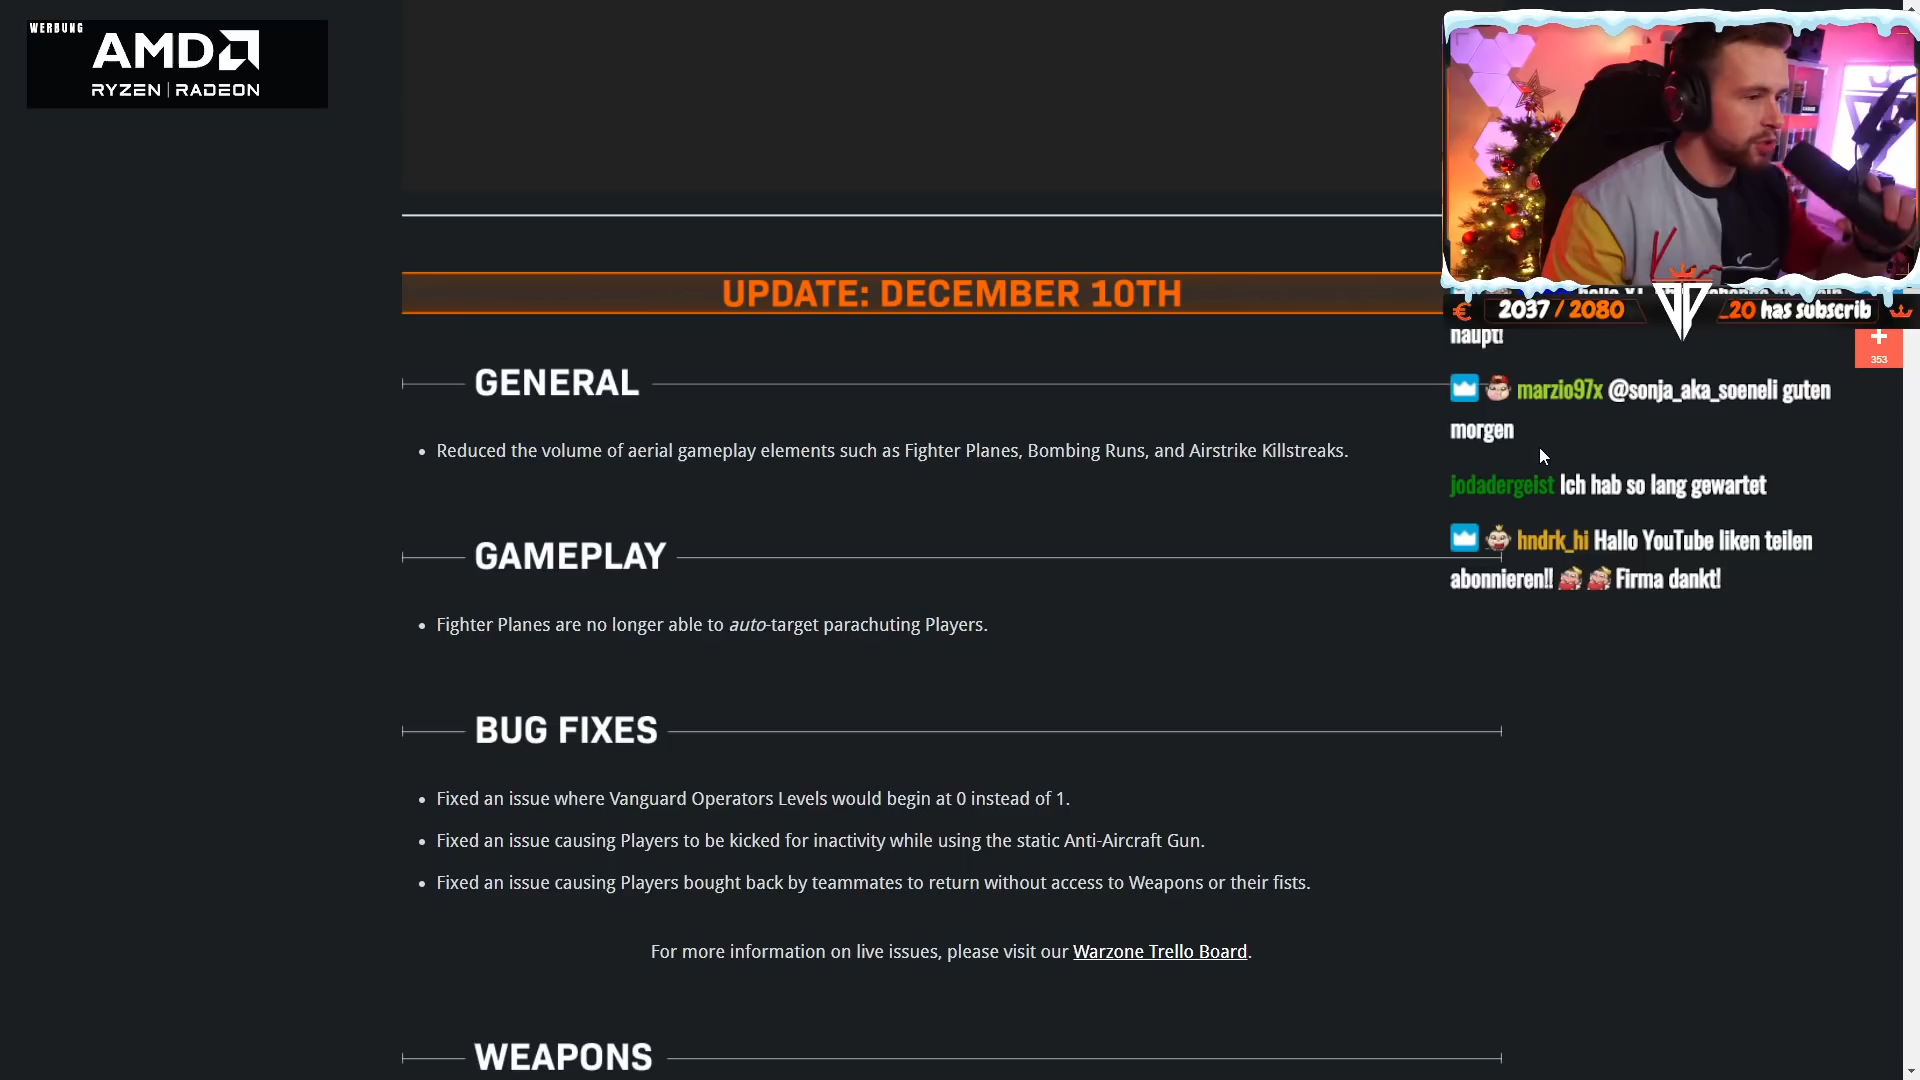 WERBUNG
AMD
RYZEN | RADEON
UPDATE: DECEMBER 10TH
GENERAL
• Reduced the volume of aerial gameplay elements such as Fighter Planes, Bombing Runs, and Airstrike Killstreaks.
GAMEPLAY
• Fighter Planes are no longer able to auto-target parachuting Players.
BUG FIXES
• Fixed an issue where Vanguard Operators Levels would begin at 0 instead of 1.
• Fixed an issue causing Players to be kicked for inactivity while using the static Anti-Aircraft Gun.
• Fixed an issue causing Players bought back by teammates to return without access to Weapons or their fists.
For more information on live issues, please visit our Warzone Trello Board.
WEAPONS
€ 2037 / 2080
_20 has subscrib
haupt!
+
353
marzio97x @sonja_aka_soeneli guten
morgen
jodadergeist Ich hab so lang gewartet
hndrk_hi Hallo YouTube liken teilen
abonnieren!! Firma dankt!